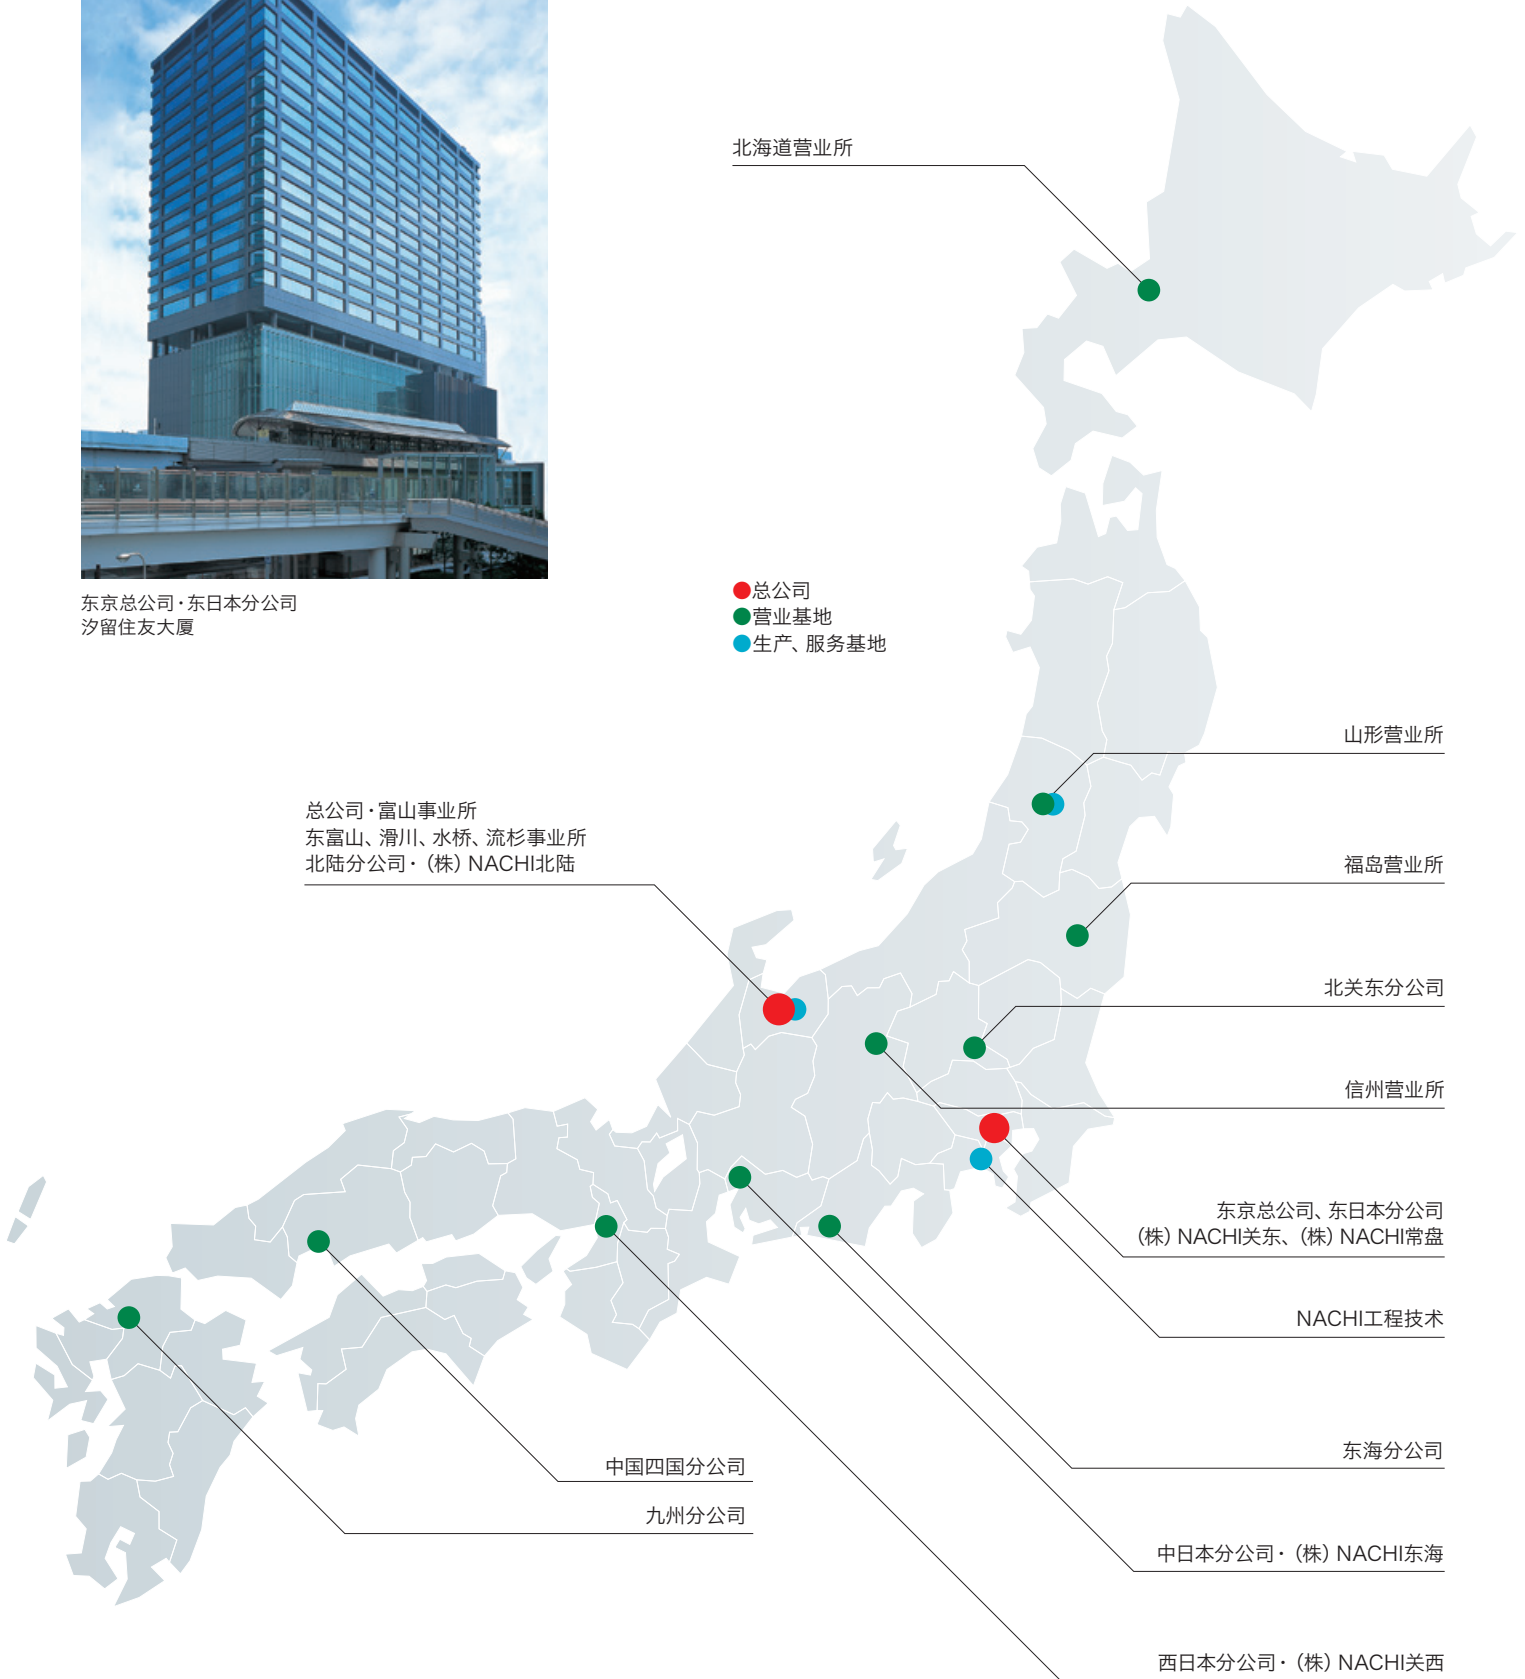 北海道营业所
东京总公司·东日本分公司
汐留住友大厦
总公司
营业基地
生产、服务基地
山形营业所
总公司·富山事业所
东富山、滑川、水桥、流杉事业所
北陆分公司·（株）NACHI北陆
福岛营业所
北关东分公司
信州营业所
东京总公司、东日本分公司
（株）NACHI关东、（株）NACHI常盘
NACHI工程技术
东海分公司
中国四国分公司
九州分公司
中日本分公司·（株）NACHI东海
西日本分公司·（株）NACHI关西